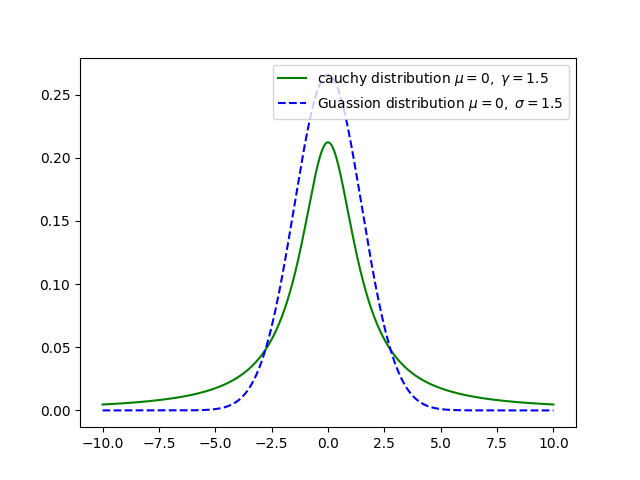 cauchy distribution μ = 0, γ = 1.5
Guassion distribution μ = 0, σ = 1.5
0.25
0.20
0.15
0.10
0.05
0.00
−10.0 −7.5 −5.0 −2.5 0.0 2.5 5.0 7.5 10.0